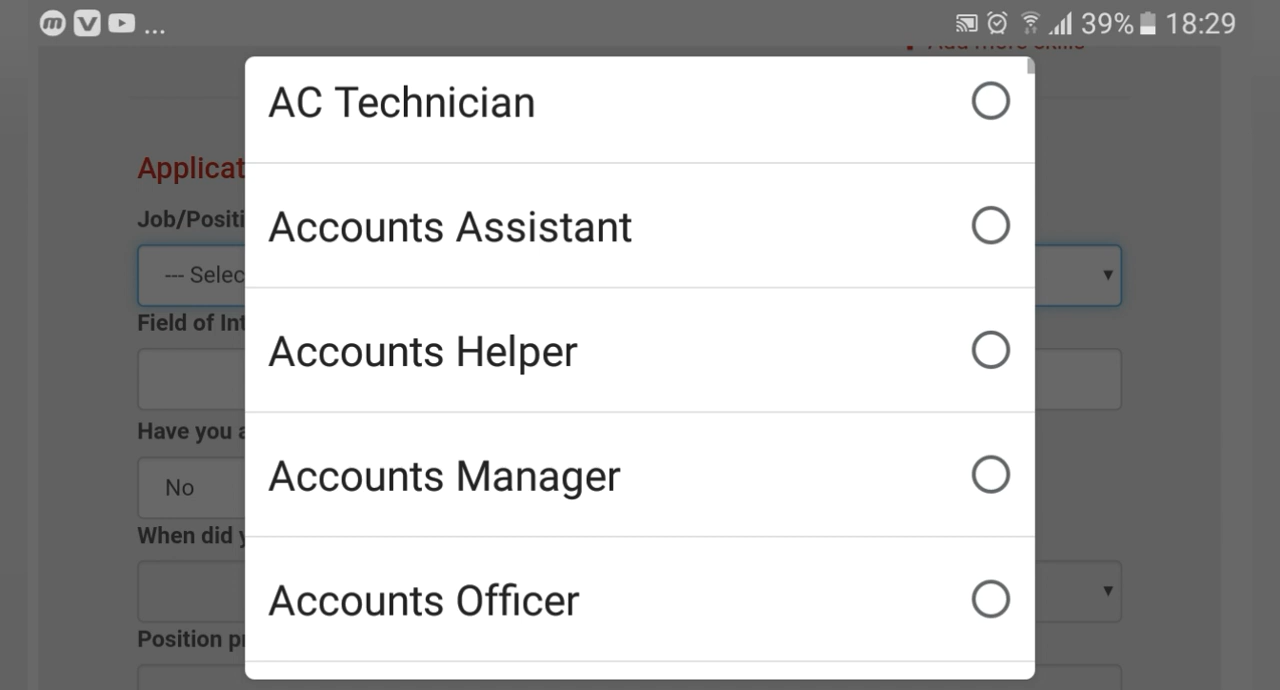 39% 18:29
AC Technician
Applicat
Job/Positi
Accounts Assistant
--- Selec
Field of Int
Accounts Helper
Have you a
Accounts Manager
No
When did y
Accounts Officer
Position pr